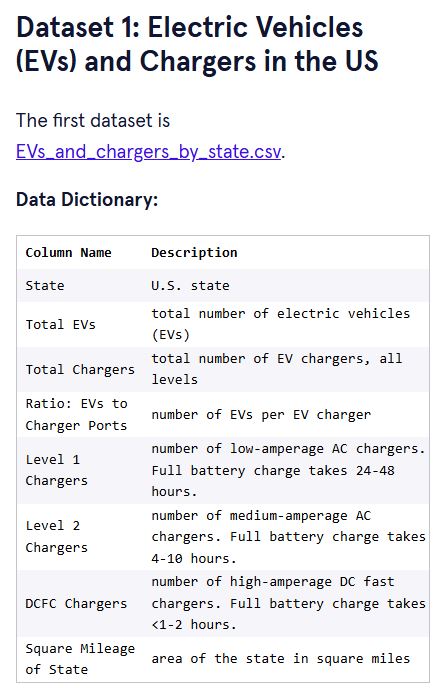 Dataset 1: Electric Vehicles
(EVs) and Chargers in the US
The first dataset is
EVs_and_chargers_by_state.csv.
Data Dictionary:
Column Name Description
State U.S. state
Total EVs total number of electric vehicles
(EVs)
Total Chargers total number of EV chargers, all
levels
Ratio: EVs to
Charger Ports number of EVs per EV charger
Level 1
Chargers number of low-amperage AC chargers.
Full battery charge takes 24-48
hours.
Level 2
Chargers number of medium-amperage AC
chargers. Full battery charge takes
4-10 hours.
DCFC Chargers number of high-amperage DC fast
chargers. Full battery charge takes
<1-2 hours.
Square Mileage
of State area of the state in square miles